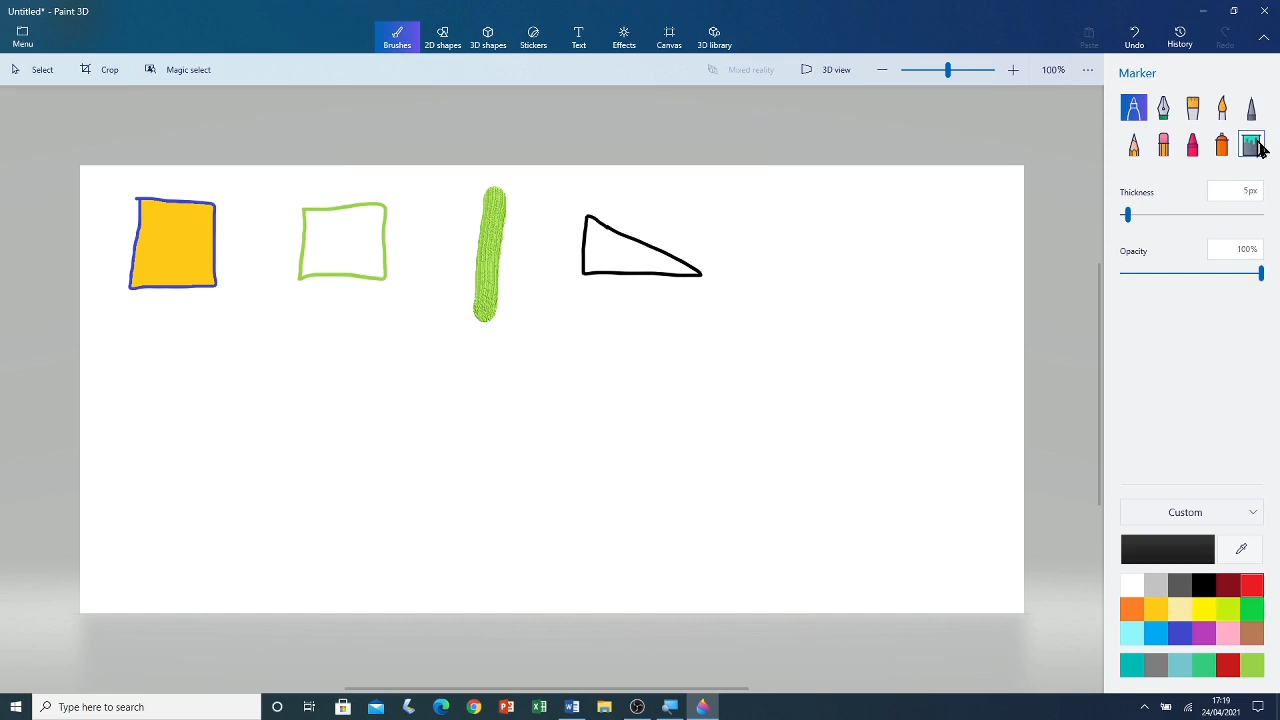 Untitled* - Paint 3D
Menu
Brushes
2D shapes
3D shapes
Stickers
Text
Effects
Canvas
3D library
Paste
Undo
History
Redo
Select
Crop
Magic select
Mixed reality
3D view
100%
Marker
Thickness
5px
Opacity
100%
Custom
Type here to search
17:19
24/04/2021